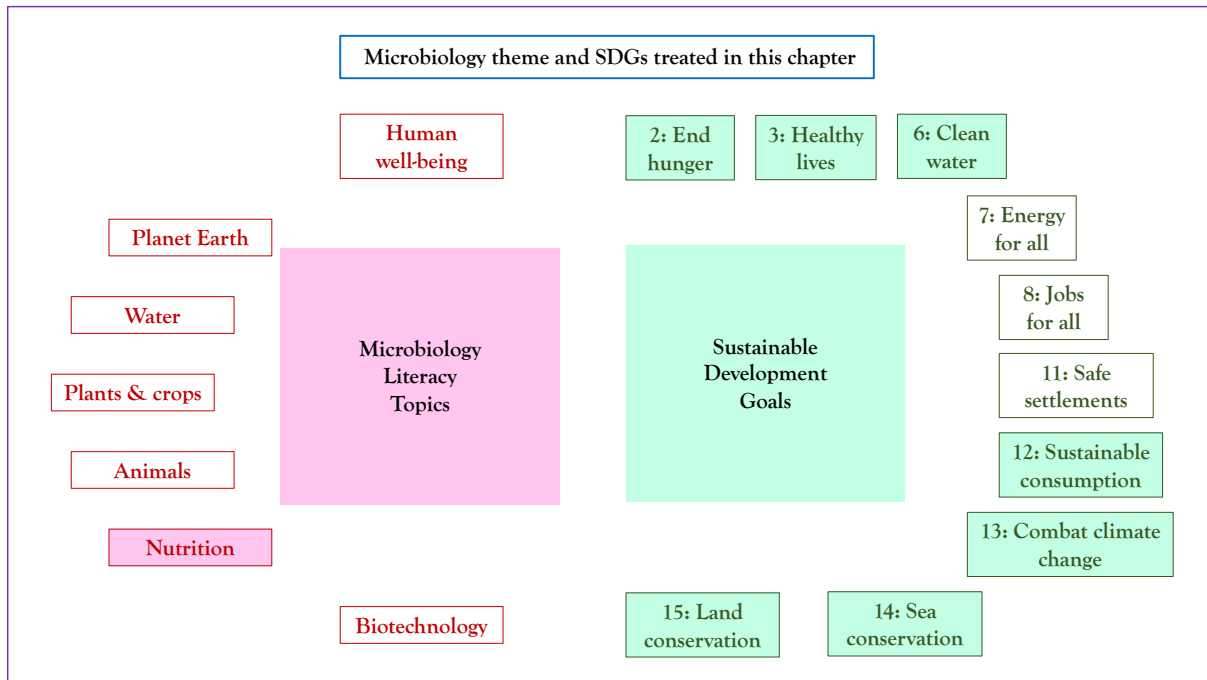 Microbiology theme and SDGs treated in this chapter
Human
well-being
2: End
hunger
3: Healthy
lives
6: Clean
water
Planet Earth
7: Energy
for all
Water
8: Jobs
for all
Microbiology
Literacy
Topics
Sustainable
Development
Goals
Plants & crops
11: Safe
settlements
Animals
12: Sustainable
consumption
Nutrition
13: Combat climate
change
Biotechnology
15: Land
conservation
14: Sea
conservation